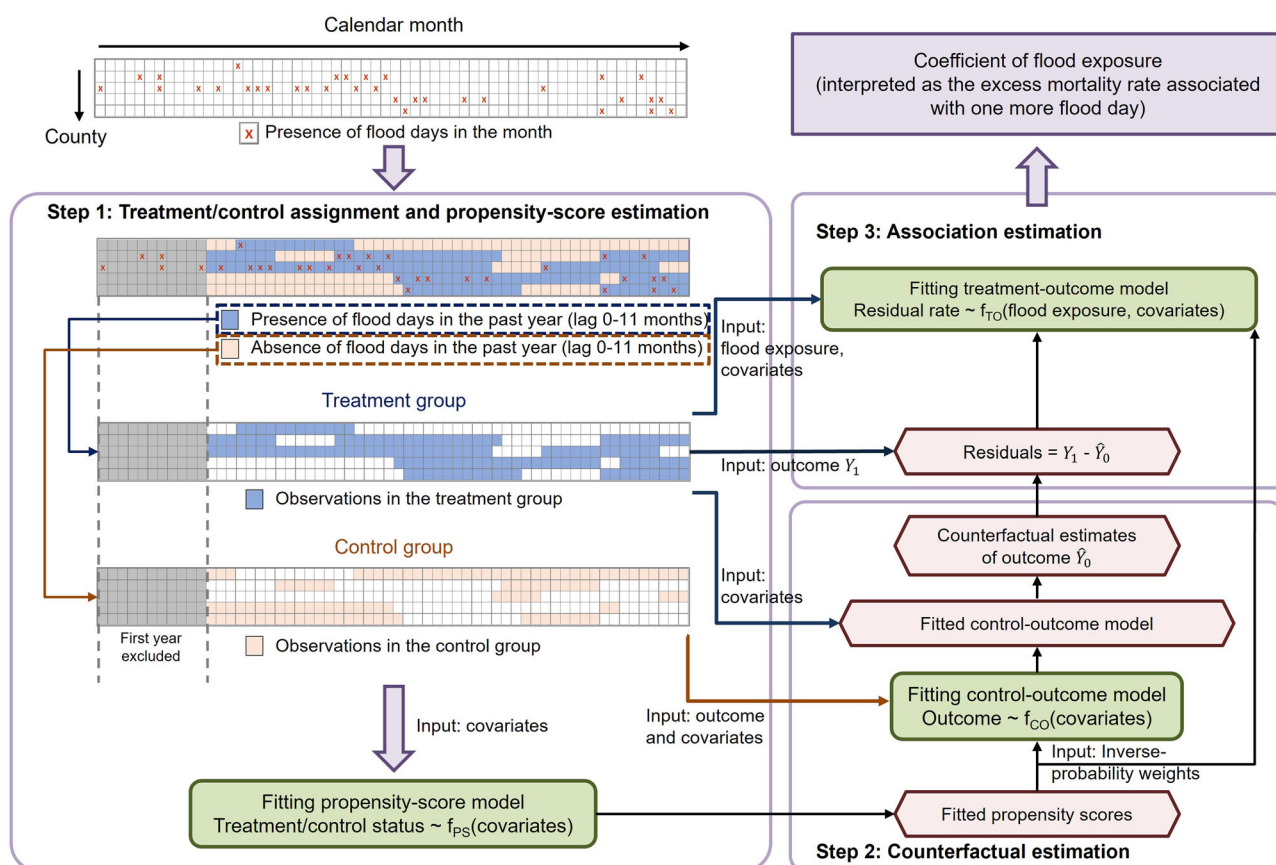 Calendar month
County
x Presence of flood days in the month
Coefficient of flood exposure
(interpreted as the excess mortality rate associated
with one more flood day)
Step 1: Treatment/control assignment and propensity-score estimation
Presence of flood days in the past year (lag 0-11 months)
Absence of flood days in the past year (lag 0-11 months)
Input:
flood exposure,
covariates
Treatment group
Input: outcome Y₁
Observations in the treatment group
Control group
Input:
covariates
First year
excluded
Observations in the control group
Input: covariates
Input: outcome
and covariates
Fitting propensity-score model
Treatment/control status ~ fPS(covariates)
Step 3: Association estimation
Fitting treatment-outcome model
Residual rate ~ fTO(flood exposure, covariates)
Residuals = Y₁ - Ŷ₀
Counterfactual estimates
of outcome Ŷ₀
Fitted control-outcome model
Fitting control-outcome model
Outcome ~ fCO(covariates)
Input: Inverse-
probability weights
Fitted propensity scores
Step 2: Counterfactual estimation